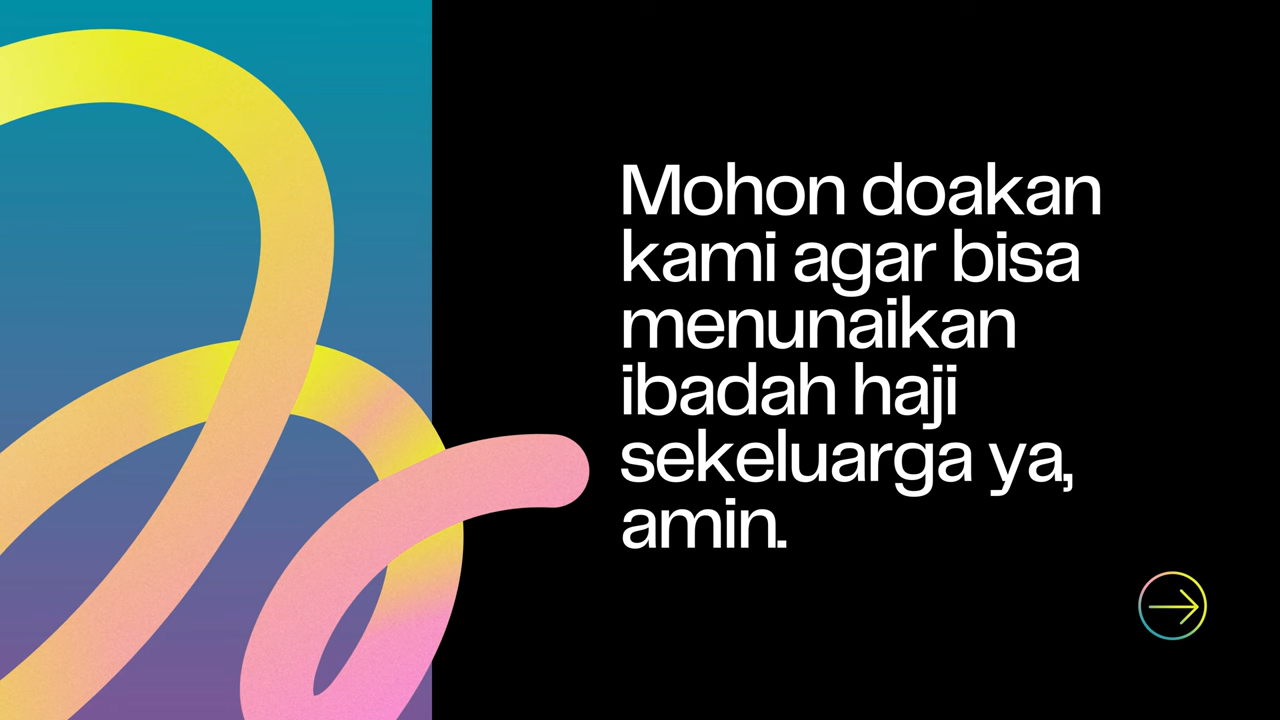 Mohon doakan
kami agar bisa
menunaikan
ibadah haji
sekeluarga ya,
amin.